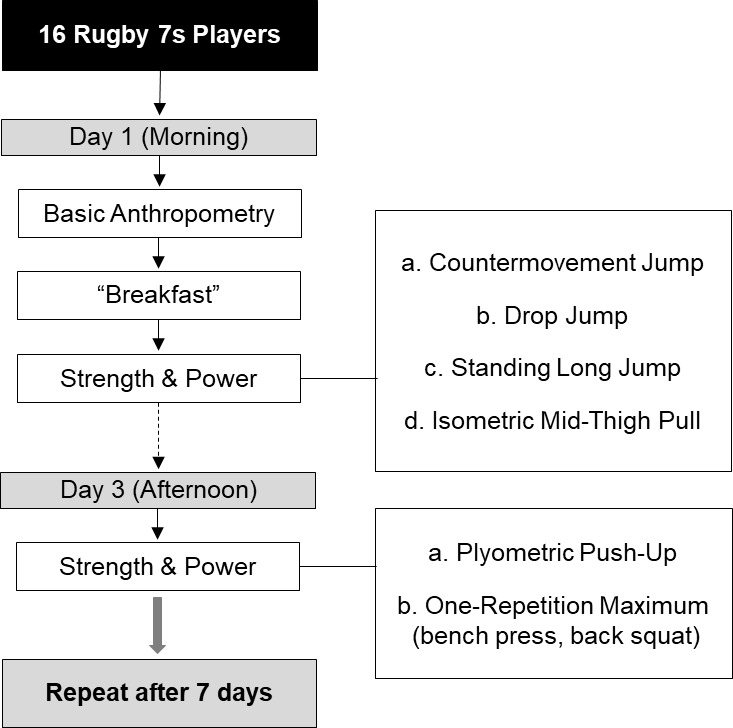 16 Rugby 7s Players
Day 1 (Morning)
Basic Anthropometry
“Breakfast”
Strength & Power
a. Countermovement Jump
b. Drop Jump
c. Standing Long Jump
d. Isometric Mid-Thigh Pull
Day 3 (Afternoon)
Strength & Power
a. Plyometric Push-Up
b. One-Repetition Maximum
(bench press, back squat)
Repeat after 7 days